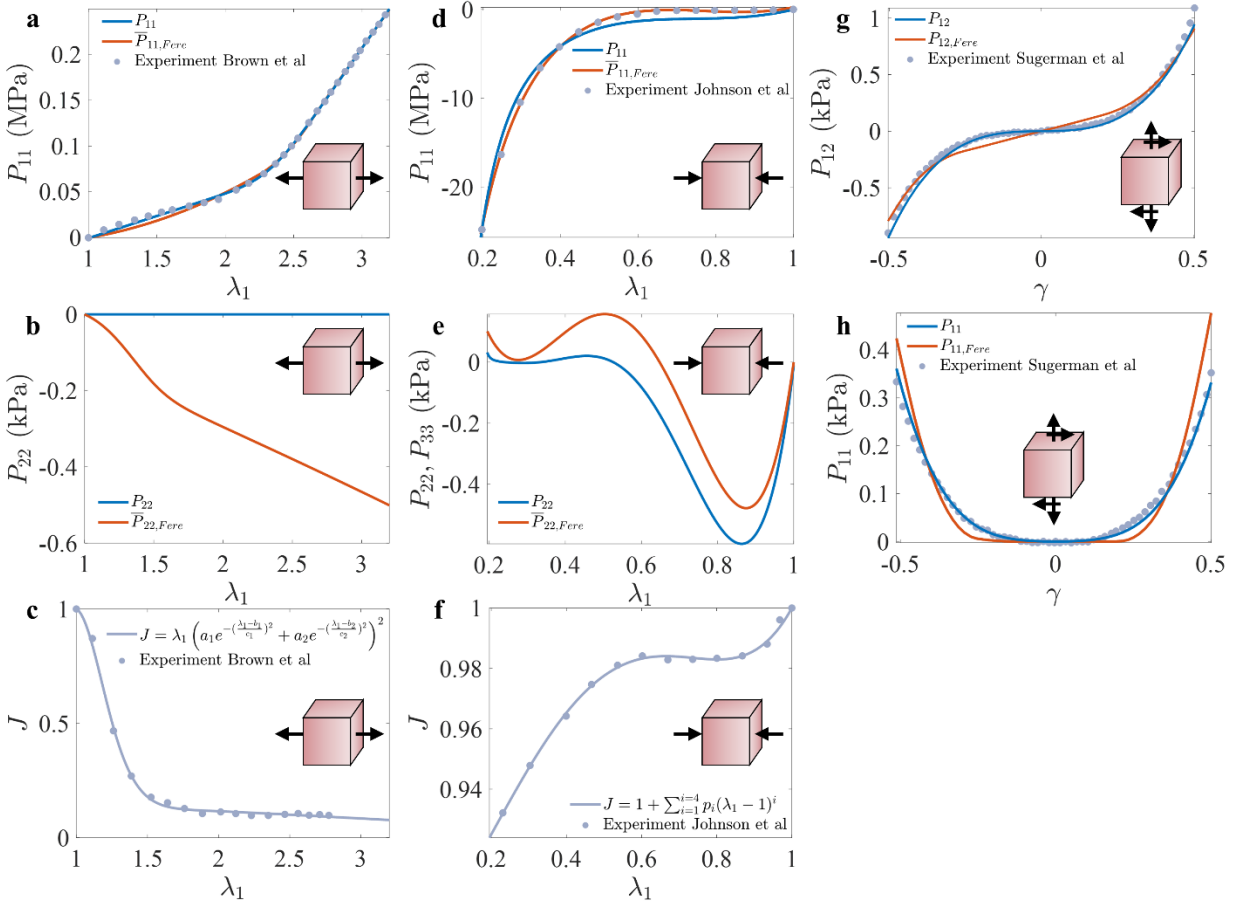 a
P₁₁
P̅₁₁,Fere
Experiment Brown et al
0.2
0.15
0.1
0.05
0
P₁₁ (MPa)
1 1.5 2 2.5 3
λ₁
d
P₁₁
P̅₁₁,Fere
Experiment Johnson et al
0
-10
-20
P₁₁ (MPa)
0.2 0.4 0.6 0.8 1
λ₁
g
P₁₂
P₁₂,Fere
Experiment Sugerman et al
1
0.5
0
-0.5
P₁₂ (kPa)
-0.5 0 0.5
γ
b
P₂₂
P̅₂₂,Fere
0
-0.2
-0.4
-0.6
P₂₂ (kPa)
1 1.5 2 2.5 3
λ₁
e
P₂₂
P̅₂₂,Fere
0
-0.2
-0.4
P₂₂, P₃₃ (kPa)
0.2 0.4 0.6 0.8 1
λ₁
h
P₁₁
P₁₁,Fere
Experiment Sugerman et al
0.4
0.3
0.2
0.1
0
P₁₁ (kPa)
-0.5 0 0.5
γ
c
J = λ₁ (a₁e^{-((λ₁-b₁)/c₁)²} + a₂e^{-((λ₁-b₂)/c₂)²})²
Experiment Brown et al
1
0.5
0
J
1 1.5 2 2.5 3
λ₁
f
J = 1 + ∑_{i=1}^{i=4} pᵢ(λ₁ − 1)ⁱ
Experiment Johnson et al
1
0.98
0.96
0.94
J
0.2 0.4 0.6 0.8 1
λ₁